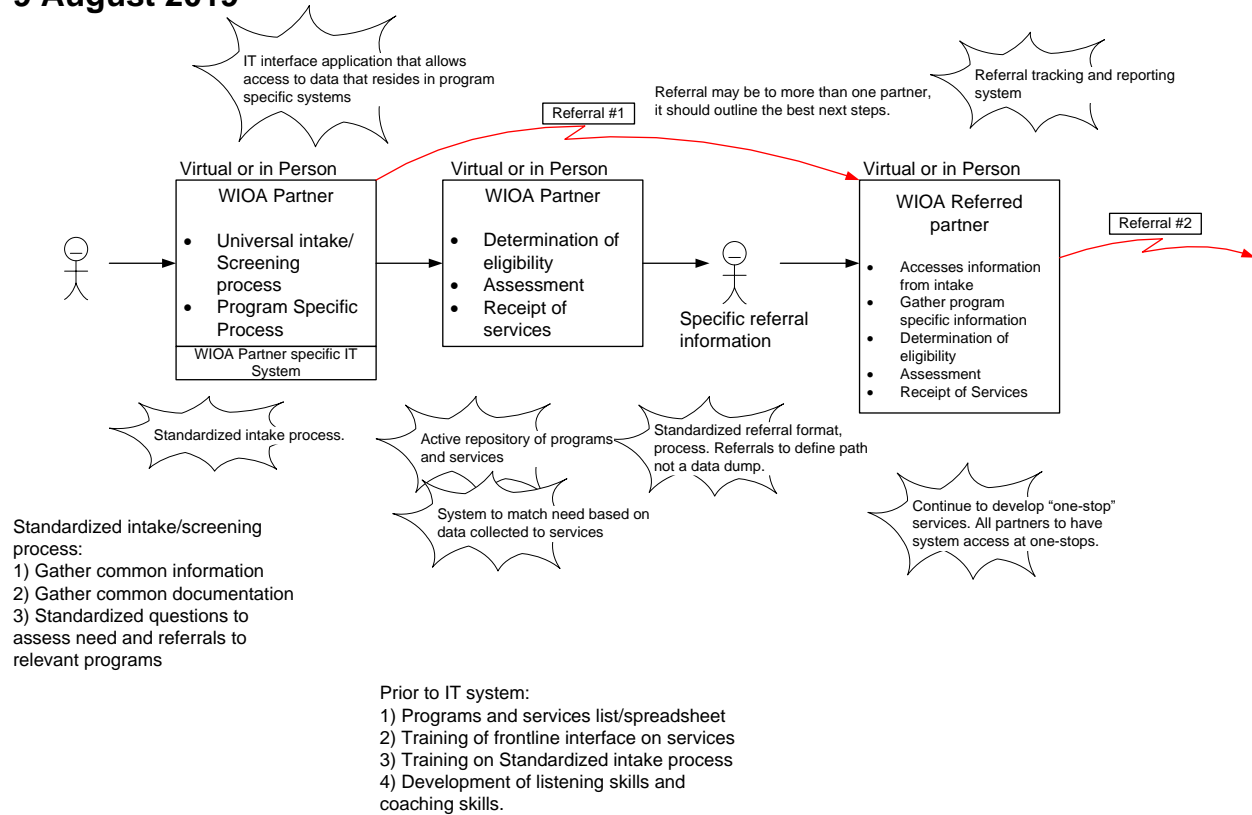 9 August 2019
IT interface application that allows
access to data that resides in program
specific systems
Referral #1
Referral may be to more than one partner,
it should outline the best next steps.
Referral tracking and reporting
system
Virtual or in Person
WIOA Partner
• Universal intake/
Screening
process
• Program Specific
Process
WIOA Partner specific IT
System
Virtual or in Person
WIOA Partner
• Determination of
eligibility
• Assessment
• Receipt of
services
Specific referral
information
Virtual or in Person
WIOA Referred
partner
• Accesses information
from intake
• Gather program
specific information
• Determination of
eligibility
• Assessment
• Receipt of Services
Referral #2
Standardized intake process.
Active repository of programs
and services
System to match need based on
data collected to services
Standardized referral format,
process. Referrals to define path
not a data dump.
Continue to develop “one-stop”
services. All partners to have
system access at one-stops.
Standardized intake/screening
process:
1) Gather common information
2) Gather common documentation
3) Standardized questions to
assess need and referrals to
relevant programs
Prior to IT system:
1) Programs and services list/spreadsheet
2) Training of frontline interface on services
3) Training on Standardized intake process
4) Development of listening skills and
coaching skills.